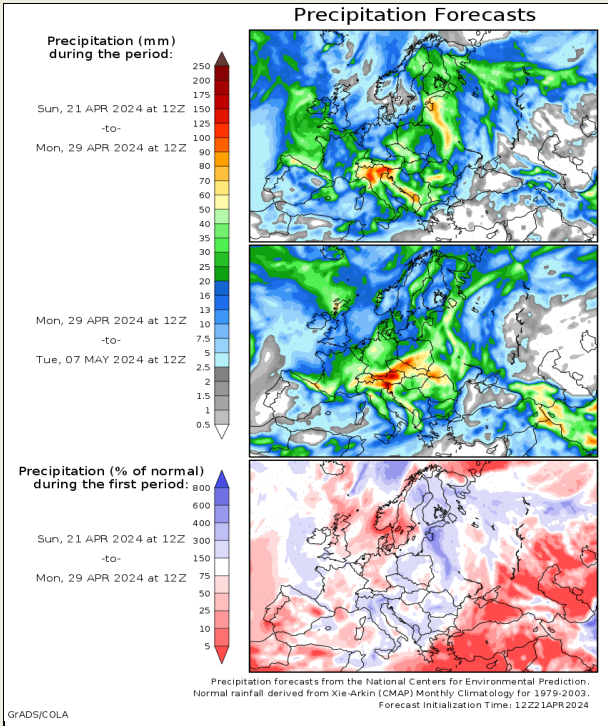 Precipitation Forecasts
Precipitation (mm)
during the period:
250
200
175
150
125
100
90
80
70
60
50
40
35
30
25
20
16
13
10
7.5
5
2.5
2
1.5
1
0.5
Sun, 21 APR 2024 at 12Z
-to-
Mon, 29 APR 2024 at 12Z
Mon, 29 APR 2024 at 12Z
-to-
Tue, 07 MAY 2024 at 12Z
Precipitation (% of normal)
during the first period:
800
600
400
300
150
75
50
25
10
5
Sun, 21 APR 2024 at 12Z
-to-
Mon, 29 APR 2024 at 12Z
Precipitation forecasts from the National Centers for Environmental Prediction.
Normal rainfall derived from Xie-Arkin (CMAP) Monthly Climatology for 1979-2003.
Forecast Initialization Time: 12Z21APR2024
GrADS/COLA